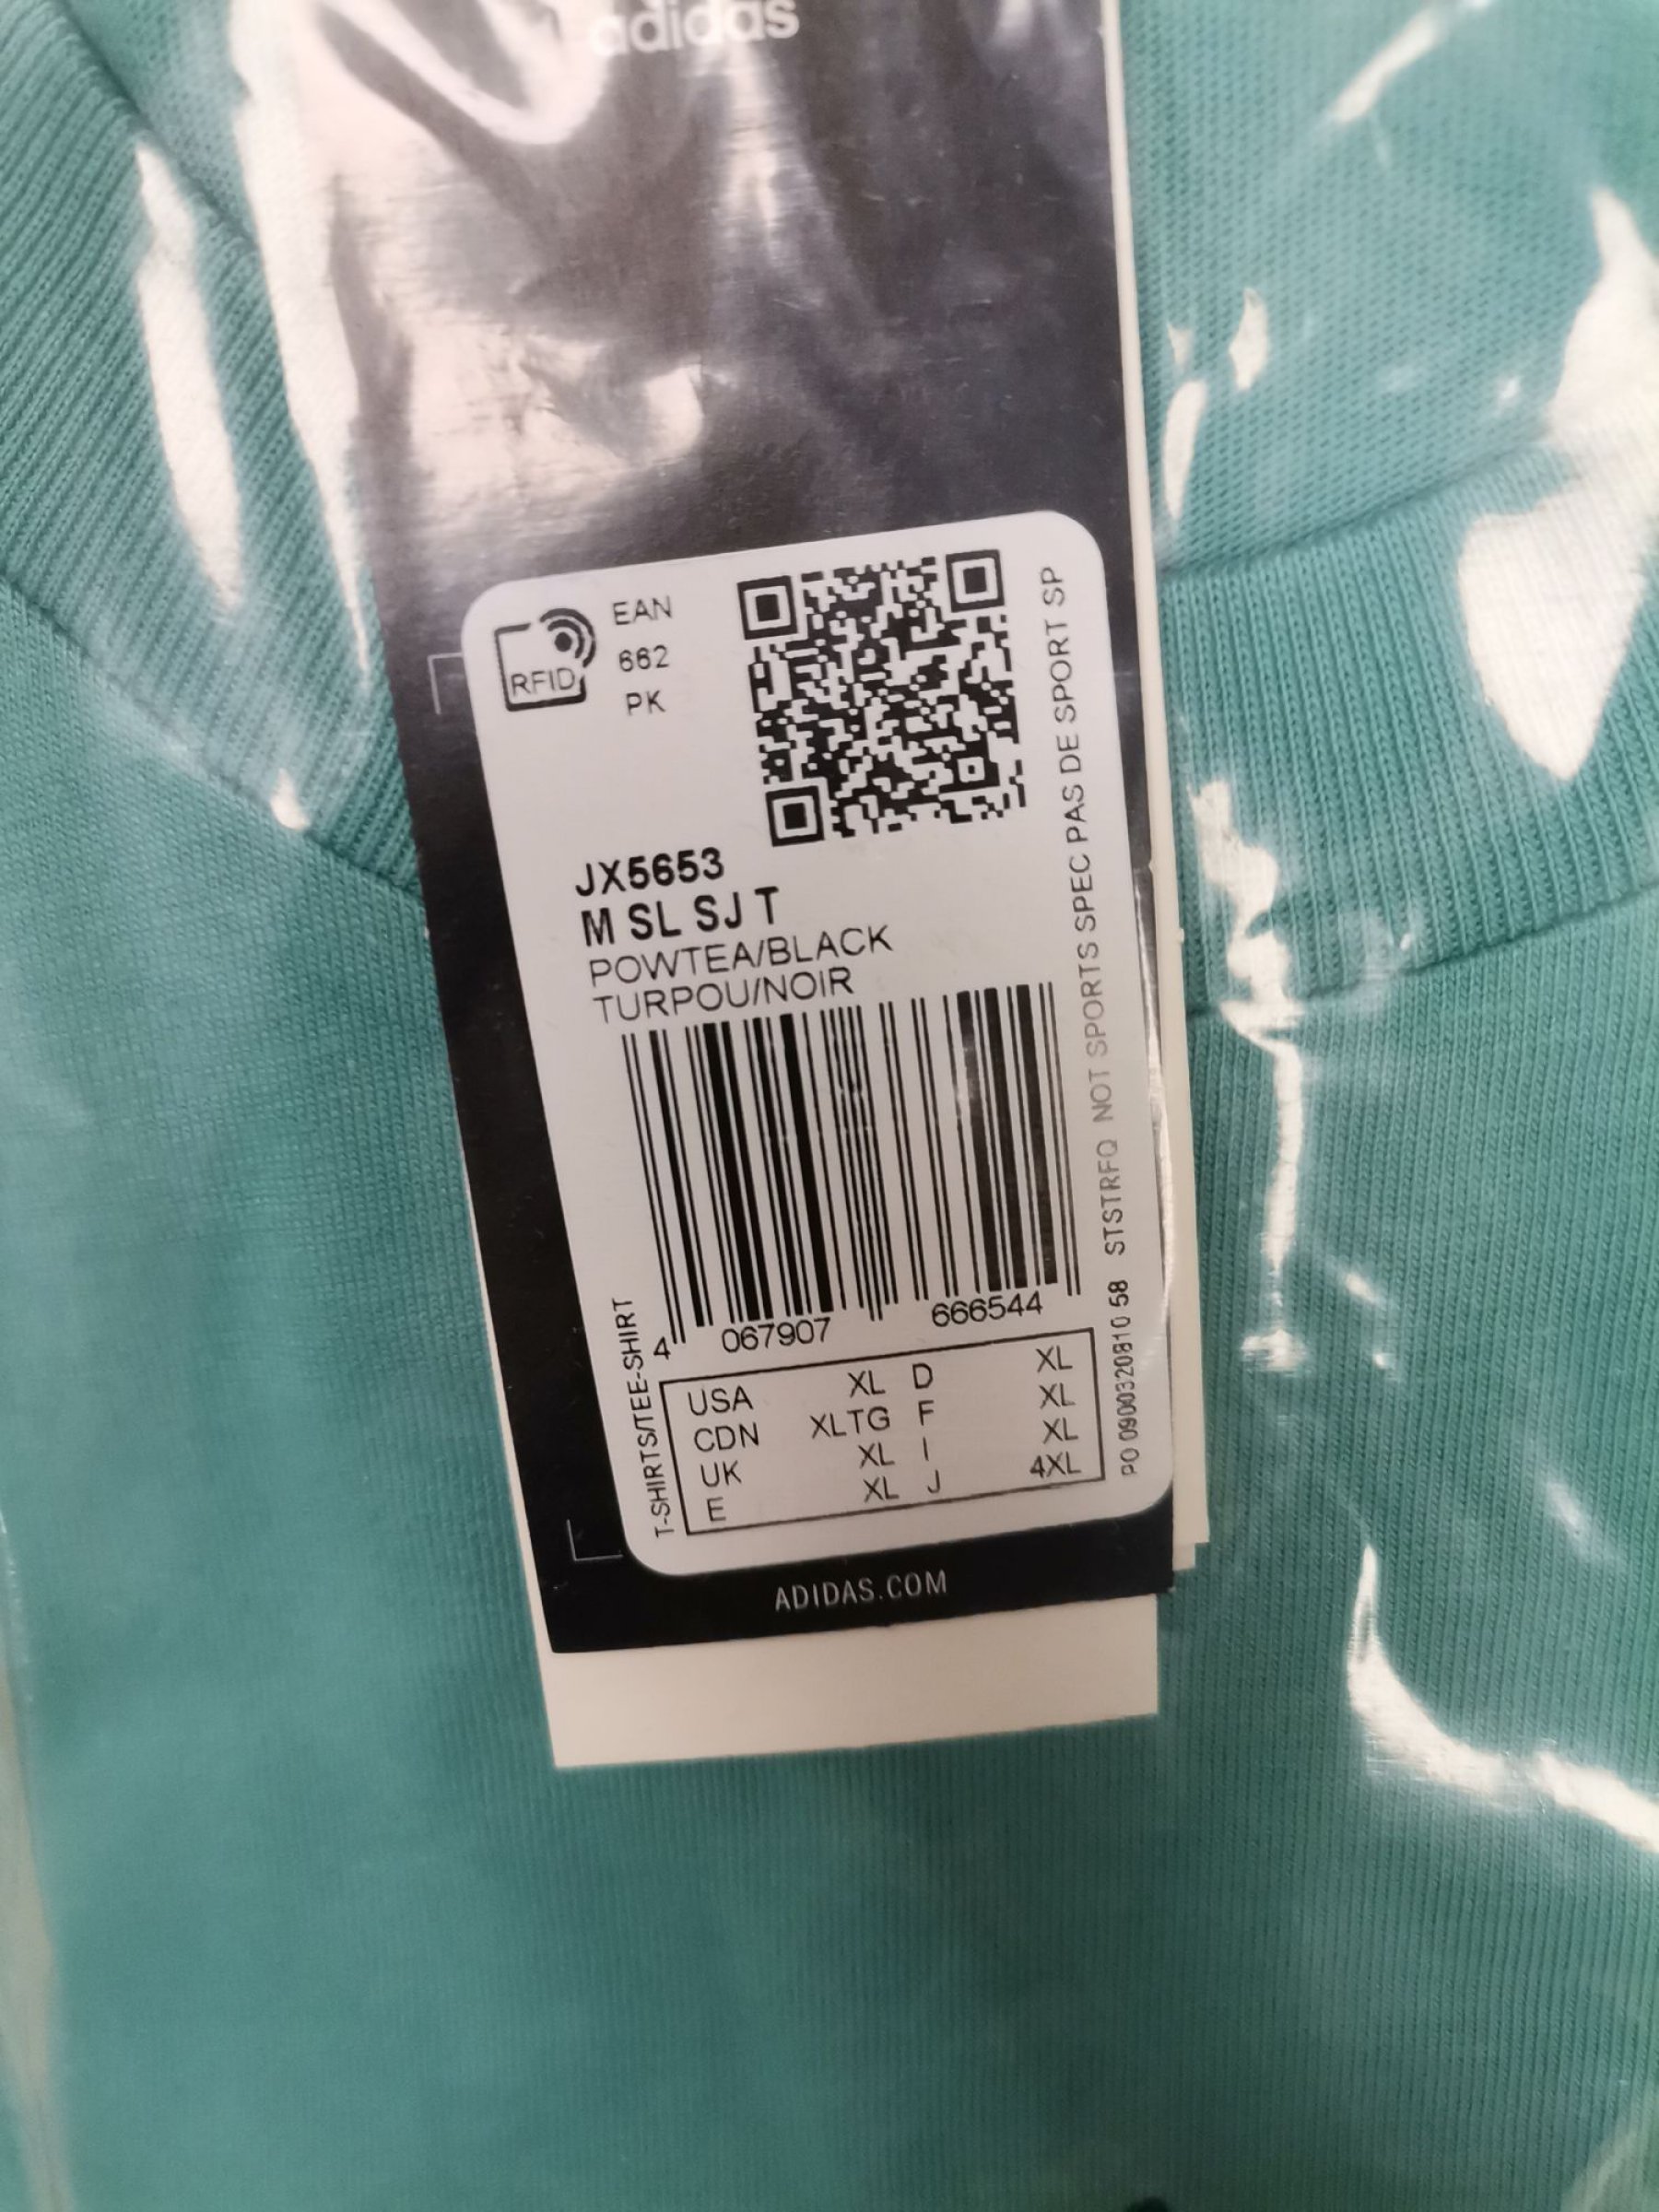 adidas
RFID
EAN
662
PK
JX5653
M SL SJ T
POWTEA/BLACK
TURPOU/NOIR
4 067907 666544
T-SHIRTS/TEE-SHIRT
USA XL D XL
CDN XLTG F XL
UK XL I XL
E XL J 4XL
PO 0900320810 58 STSTRFQ NOT SPORTS SPEC PAS DE SPORT SP
ADIDAS.COM